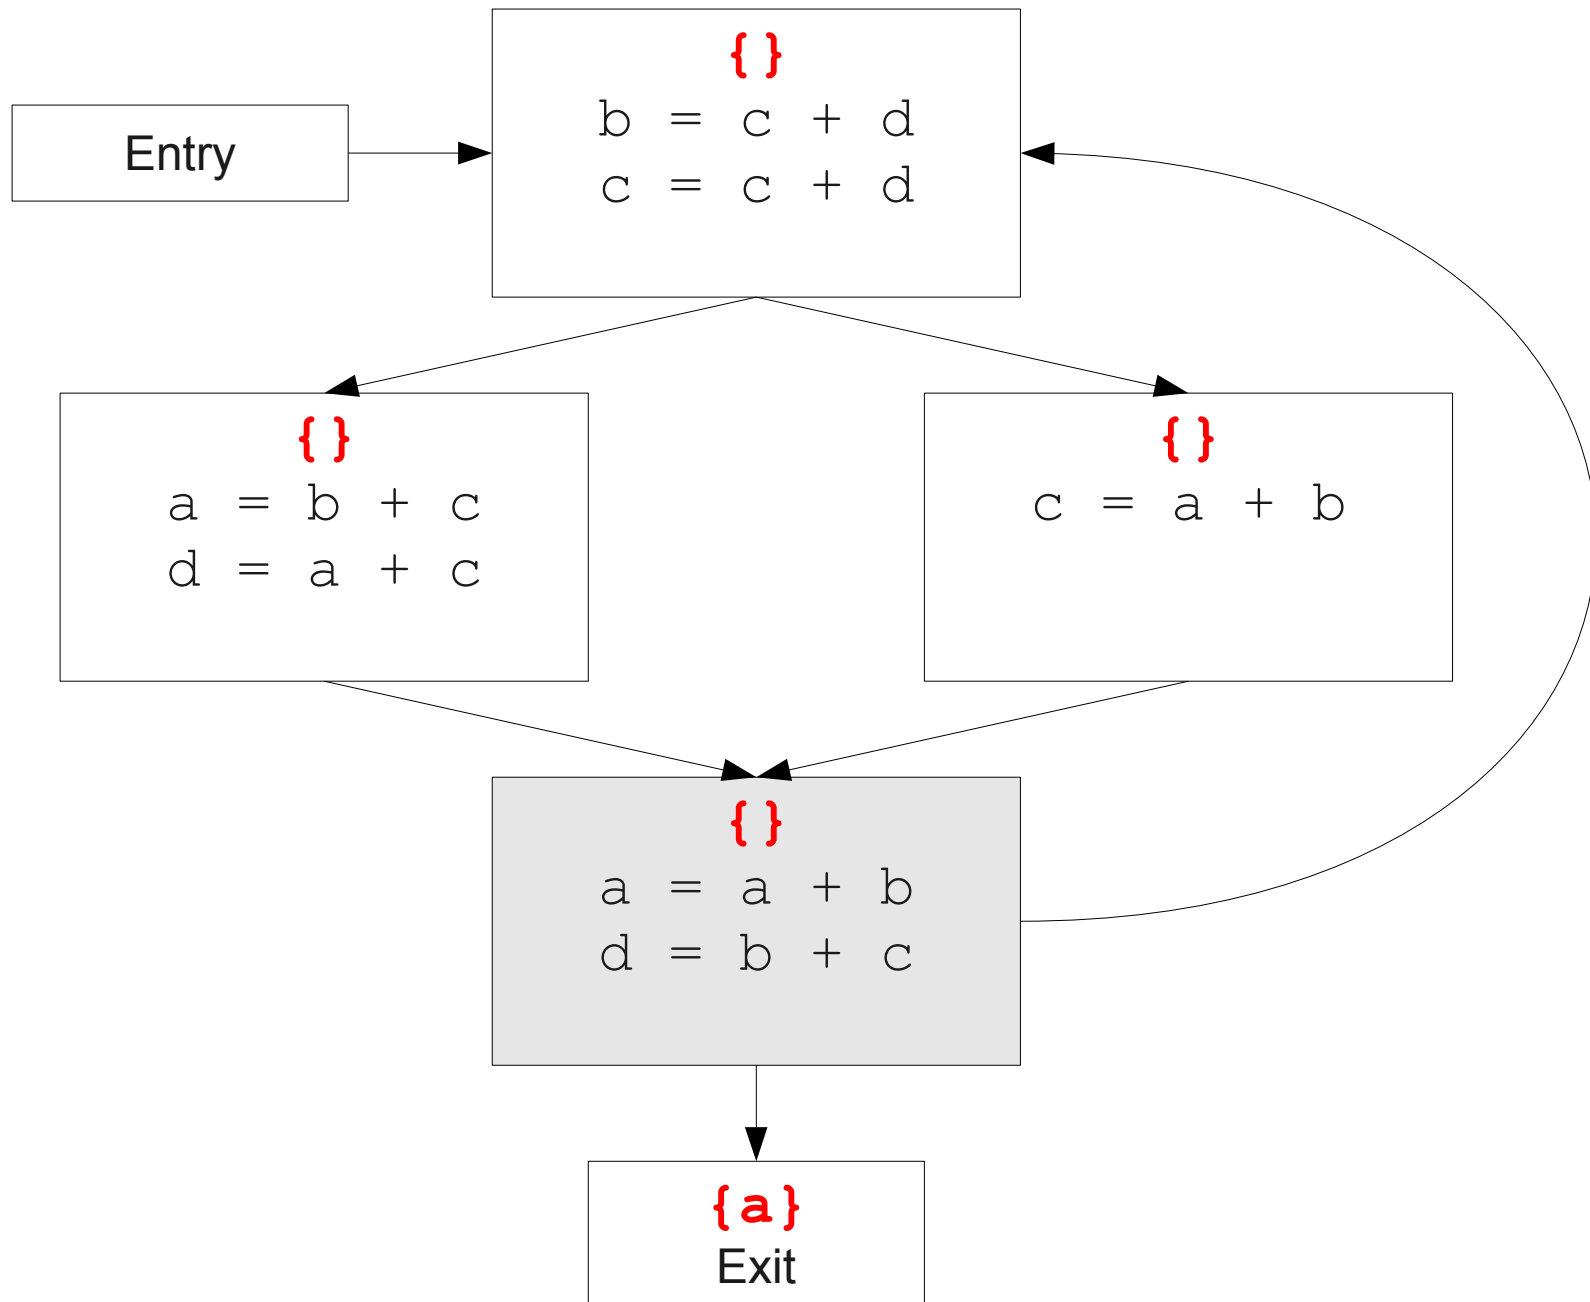 {}
b = c + d
c = c + d
Entry
{}
a = b + c
d = a + c
{}
c = a + b
{}
a = a + b
d = b + c
{a}
Exit